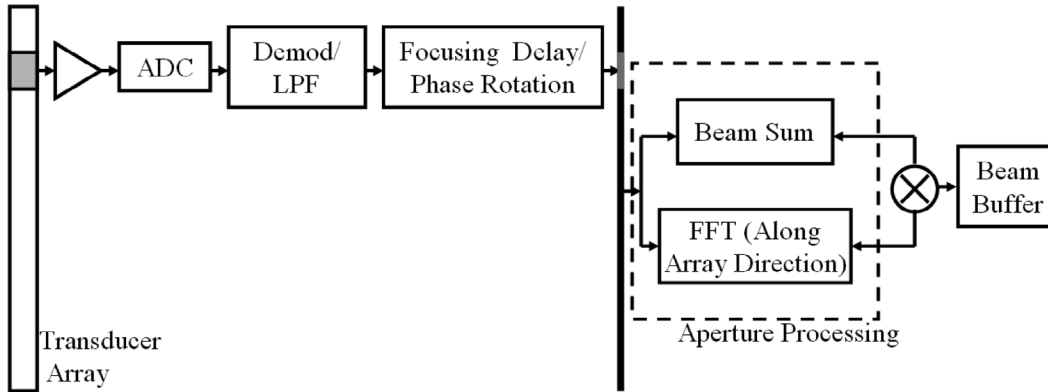 ADC
Demod/
LPF
Focusing Delay/
Phase Rotation
Beam Sum
FFT (Along
Array Direction)
Beam
Buffer
Aperture Processing
Transducer
Array